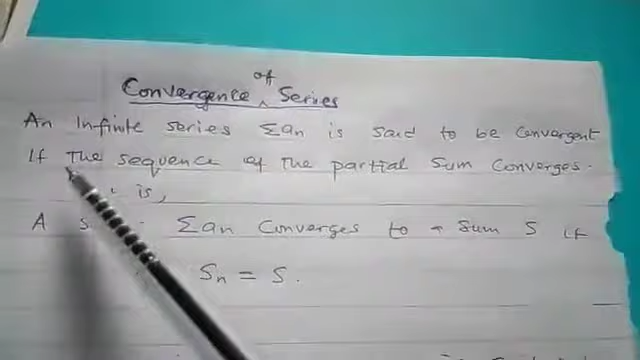 Convergence of Series
An Infinite series Σan is said to be Convergent
If The sequence of The partial Sum Converges.
is,
A Σan Converges to a Sum S if
Sn = S.